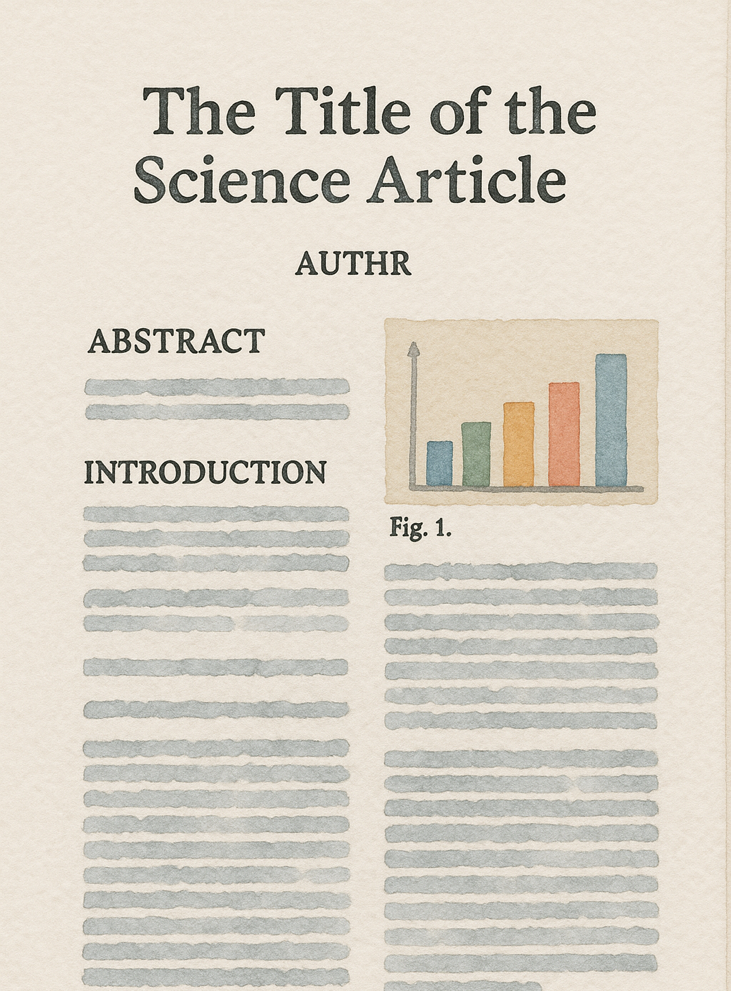 The Title of the
Science Article
AUTHR
ABSTRACT
INTRODUCTION
Fig. 1.